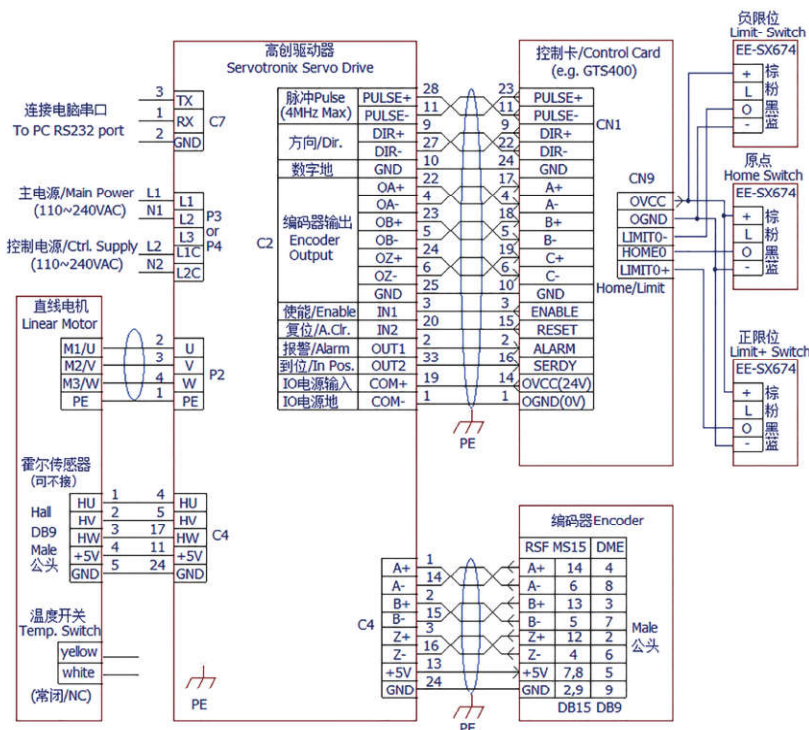 高创驱动器
Servotronix Servo Drive
控制卡/Control Card
(e.g. GTS400)
负限位
Limit- Switch
EE-SX674
+ 棕
L 粉
O 黑
- 蓝
原点
Home Switch
EE-SX674
+ 棕
L 粉
O 黑
- 蓝
正限位
Limit+ Switch
EE-SX674
+ 棕
L 粉
O 黑
- 蓝
连接电脑串口
To PC RS232 port
3 TX
1 RX
2 GND
C7
主电源/Main Power
(110~240VAC)
控制电源/Ctrl. Supply
(110~240VAC)
L1 L1
N1 L2
L3
L2 L1C
N2 L2C
P3
or
P4
脉冲Pulse
(4MHz Max)
方向/Dir.
数字地
编码器输出
Encoder
Output
C2
PULSE+ 28 23 PULSE+
PULSE- 11 11 PULSE-
DIR+ 9 9 DIR+
DIR- 27 22 DIR-
GND 10 24 GND
OA+ 22 17 A+
OA- 4 4 A-
OB+ 23 18 B+
OB- 5 5 B-
OZ+ 24 19 C+
OZ- 6 6 C-
GND 25 10 GND
使能/Enable IN1 3 3 ENABLE
复位/A.Clr. IN2 20 15 RESET
报警/Alarm OUT1 2 2 ALARM
到位/In Pos. OUT2 33 16 SERDY
IO电源输入 COM+ 19 14 OVCC(24V)
IO电源地 COM- 1 1 OGND(0V)
PE
CN1
CN9
OVCC
OGND
LIMIT0-
HOME0
LIMIT0+
Home/Limit
直线电机
Linear Motor
M1/U 2 U
M2/V 3 V
M3/W 4 W
PE 1 PE
P2
霍尔传感器
(可不接)
Hall
DB9
Male
公头
HU 1 4 HU
HV 2 5 HV
HW 3 17 HW
+5V 4 11 +5V
GND 5 24 GND
C4
温度开关
Temp. Switch
yellow
white
(常闭/NC)
PE
编码器Encoder
RSF MS15 DME
C4
A+ 1 A+ 14 4
A- 14 A- 6 8
B+ 2 B+ 13 3
B- 15 B- 5 7
Z+ 3 Z+ 12 2
Z- 16 Z- 4 6
+5V 13 +5V 7,8 5
GND 24 GND 2,9 9
Male
公头
DB15 DB9
PE